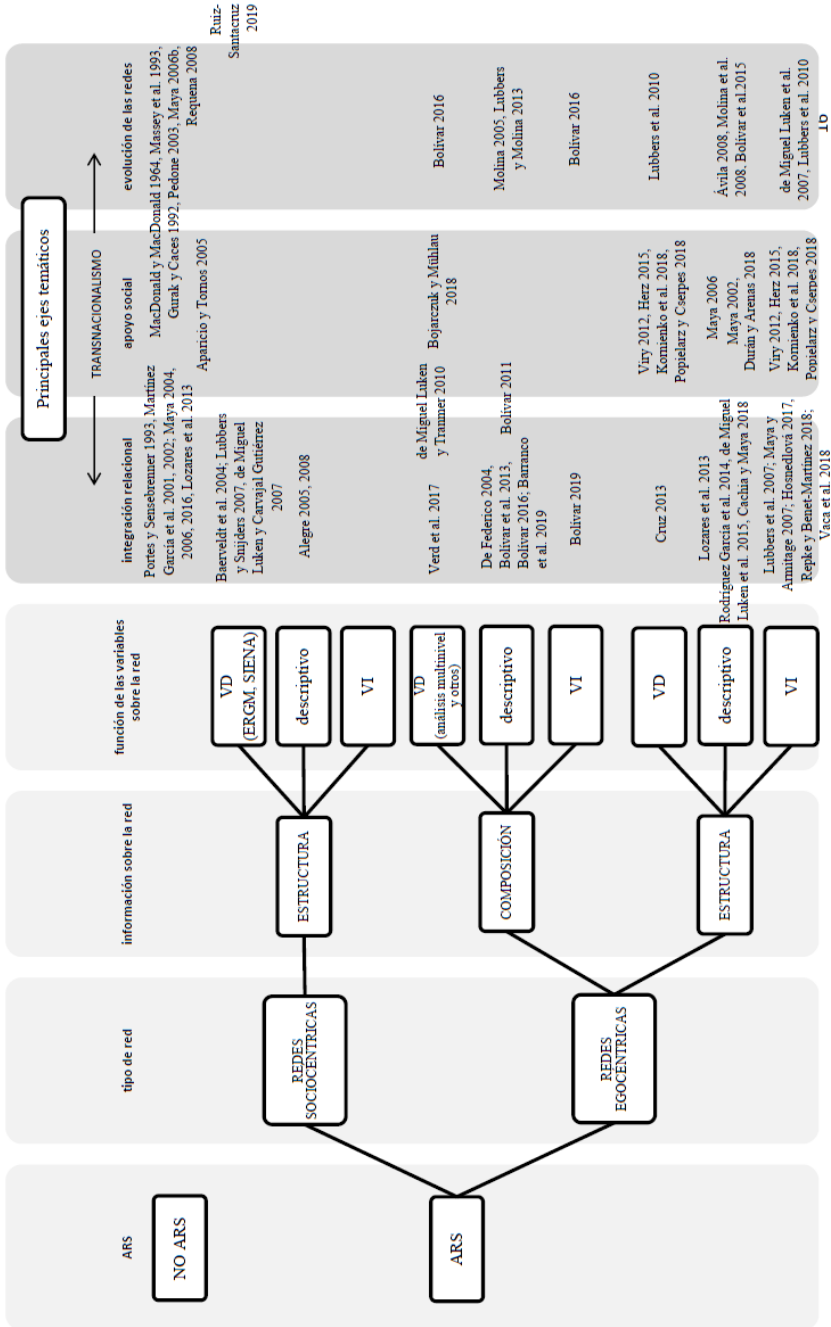 Principales ejes temáticos
TRANSNACIONALISMO
ARS
tipo de red
información sobre la red
función de las variables
sobre la red
integración relacional
apoyo social
evolución de las redes
NO ARS
Portes y Sensebrenner 1993, Martínez
García et al. 2001, 2002; Maya 2004,
2006, 2016, Lozares et al. 2013
MacDonald y MacDonald 1964, Massey et al. 1993,
Gurak y Caces 1992, Pedone 2003, Maya 2006b,
Requena 2008
Aparicio y Tornos 2005
Ruiz-
Santacruz
2019
ARS
REDES
SOCIOCÉNTRICAS
ESTRUCTURA
VD
(ERGM, SIENA)
Baerveldt et al. 2004; Lubbers
y Snijders 2007, de Miguel
Luken y Carvajal Gutiérrez
2007
descriptivo
Alegre 2005, 2008
VI
REDES
EGOCÉNTRICAS
COMPOSICIÓN
VD
(análisis multinivel
y otros)
Verd et al. 2017
de Miguel Luken
y Tranmer 2010
Bojarczuk y Mühlau
2018
Bolívar 2016
descriptivo
De Federico 2004,
Bolívar et al. 2013,
Bolívar 2016; Barranco
et al. 2019
Bolívar 2011
Molina 2005, Lubbers
y Molina 2013
VI
Bolívar 2019
Bolívar 2016
ESTRUCTURA
VD
Cruz 2013
Viry 2012, Herz 2015,
Kornienko et al. 2018,
Popielarz y Cserpes 2018
Lubbers et al. 2010
descriptivo
Lozares et al. 2013
Rodríguez García et al. 2014, de Miguel
Luken et al. 2015, Cachia y Maya 2018
Maya 2006
Maya 2002,
Durán y Arenas 2018
Ávila 2008, Molina et al.
2008, Bolívar et al.2015
VI
Lubbers et al. 2007; Maya y
Armitage 2007; Hosnedlová 2017,
Repke y Benet-Martínez 2018;
Vaca et al. 2018
Viry 2012, Herz 2015,
Kornienko et al. 2018,
Popielarz y Cserpes 2018
de Miguel Luken et al.
2007, Lubbers et al. 2010
16